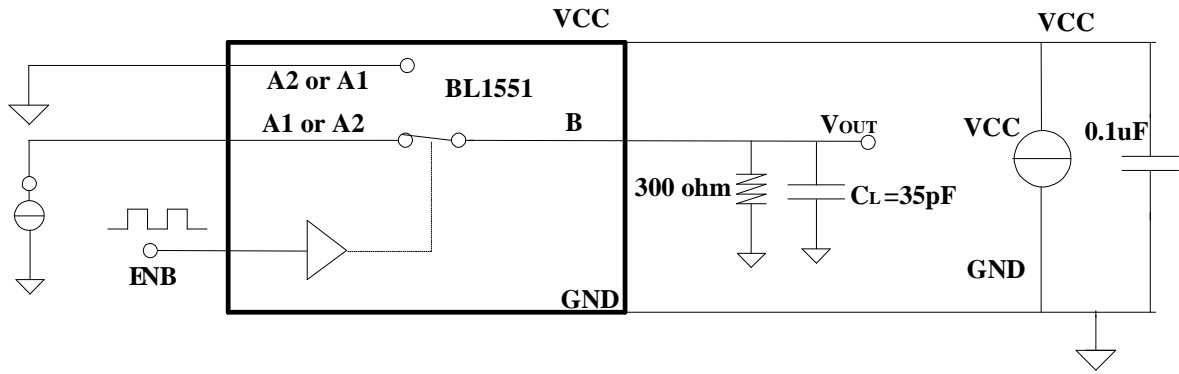 VCC
VCC
A2 or A1
BL1551
A1 or A2
B
VOUT
VCC
0.1uF
300 ohm
CL=35pF
ENB
GND
GND